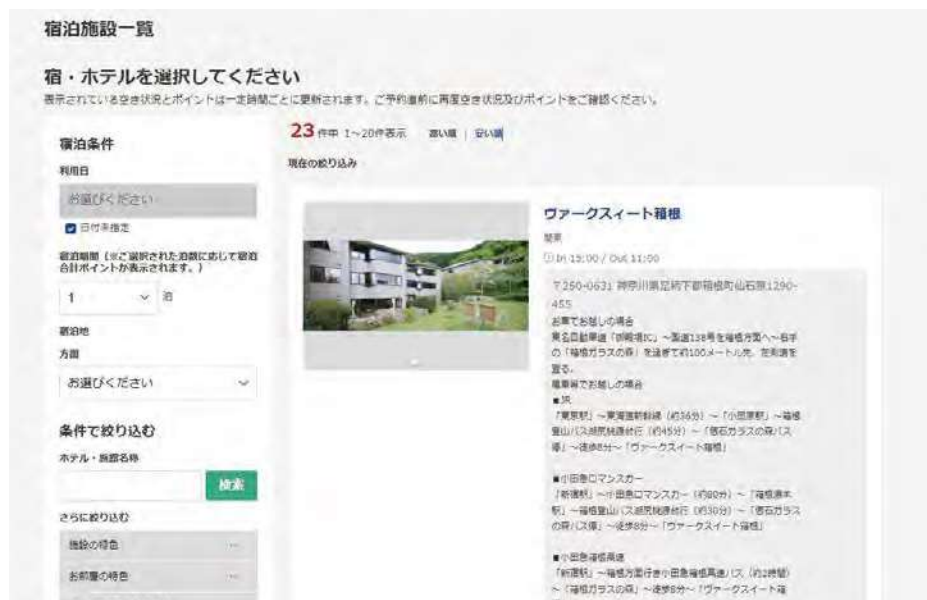 宿泊施設一覧
宿・ホテルを選択してください
表示されている空き状況とポイントは一定時間ごとに更新されます。ご予約直前に再度空き状況及びポイントをご確認ください。
23件中 1~20件表示 高い順 | 安い順
現在の絞り込み
宿泊条件
利用日
お選びください
日付未指定
宿泊期間(※ご選択された泊数に応じて宿泊
合計ポイントが表示されます。)
1 泊
宿泊地
方面
お選びください
条件で絞り込む
ホテル・施設名称
検索
さらに絞り込む
施設の特色
お部屋の特色
ヴァークスィート箱根
関東
In 15:00 / Out 11:00
〒250-0631 神奈川県足柄下郡箱根町仙石原1290-
455
お車でお越しの場合
東名自動車道「御殿場IC」~国道138号を箱根方面へ~右手
の「箱根ガラスの森」を過ぎて約100メートル先、左側道を
登る。
電車等でお越しの場合
■JR
「東京駅」~東海道新幹線(約36分)~「小田原駅」~箱根
登山バス湖尻桃源台行(約45分)~「俵石ガラスの森バス
停」~徒歩8分~「ヴァークスイート箱根」
■小田急ロマンスカー
「新宿駅」~小田急ロマンスカー(約80分)~「箱根湯本
駅」~箱根登山バス湖尻桃源台行(約30分)~「俵石ガラス
の森バス停」~徒歩8分~「ヴァークスイート箱根」
■小田急箱根高速
「新宿駅」~箱根方面行き小田急箱根高速バス(約2時間)
~「箱根ガラスの森」~徒歩8分~「ヴァークスイート箱